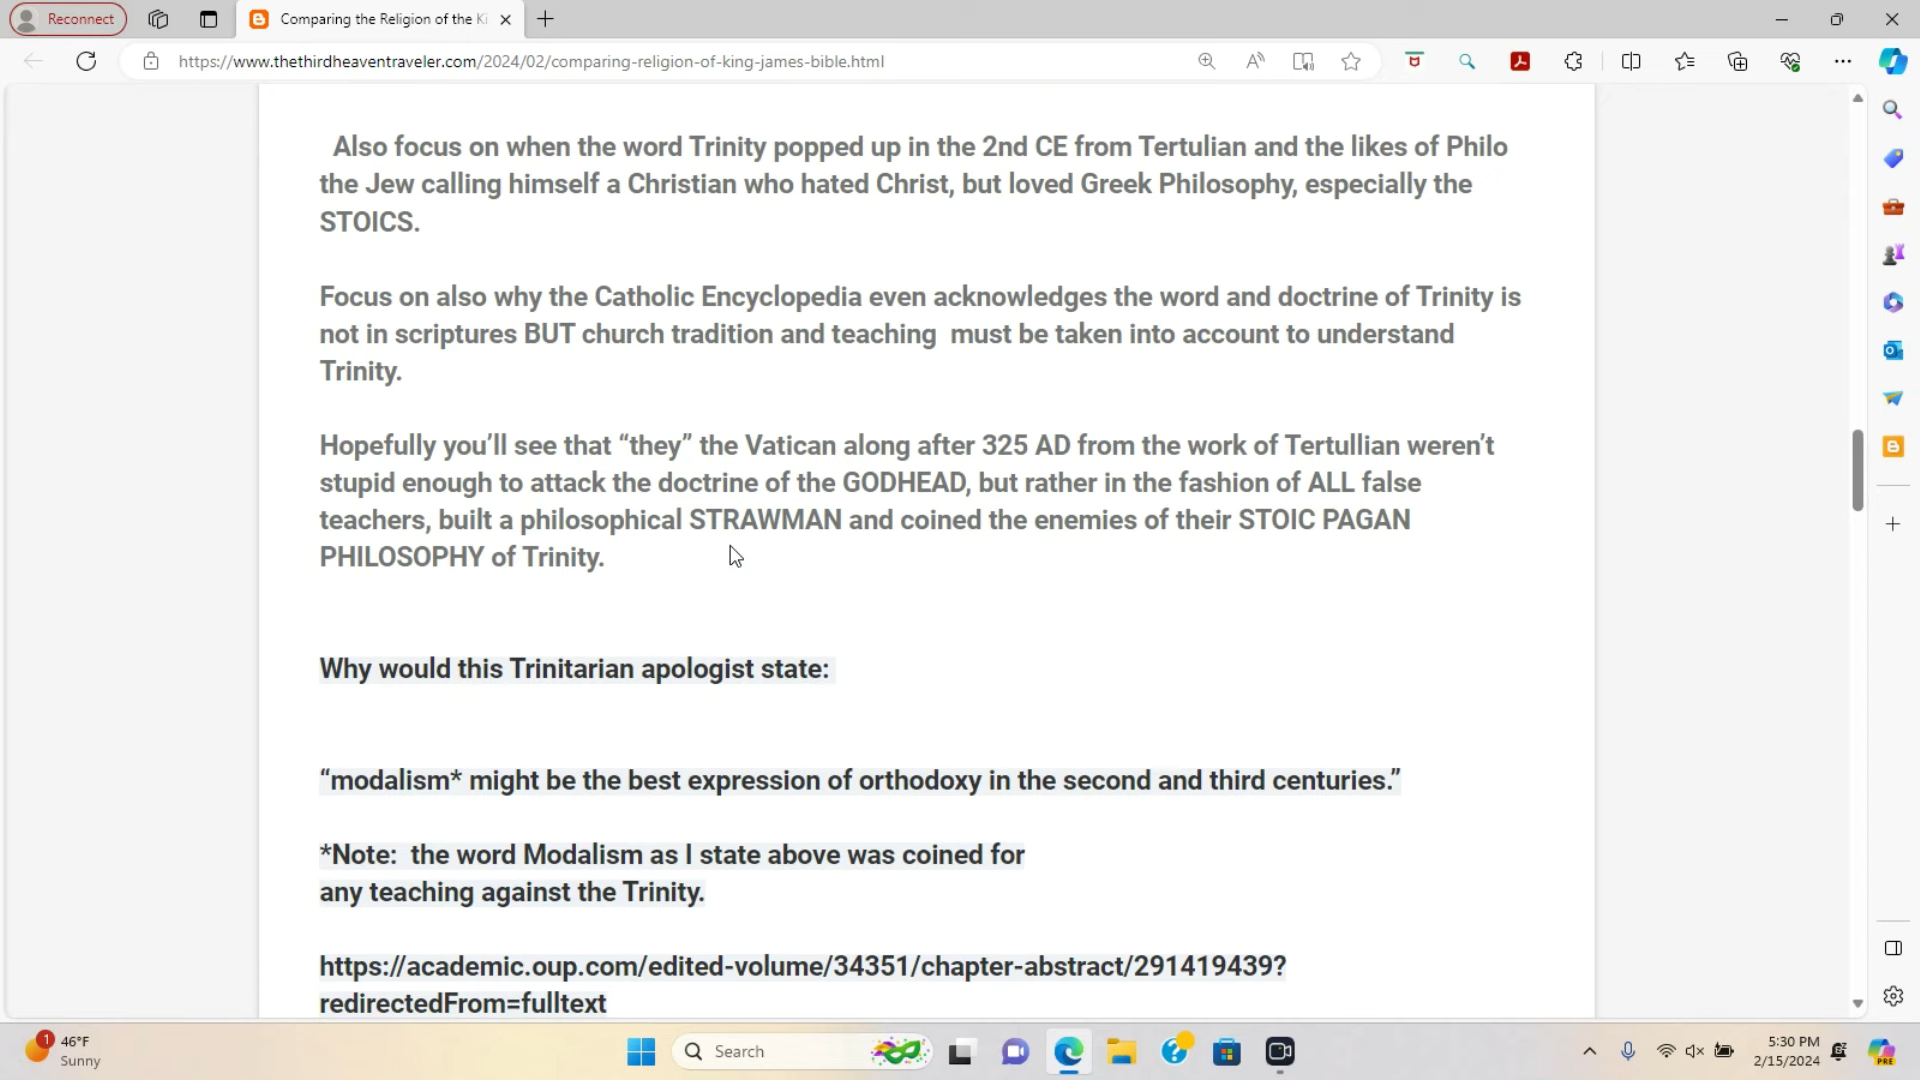 Reconnect
Comparing the Religion of the Ki
https://www.thethirdheaventraveler.com/2024/02/comparing-religion-of-king-james-bible.html
Also focus on when the word Trinity popped up in the 2nd CE from Tertulian and the likes of Philo
the Jew calling himself a Christian who hated Christ, but loved Greek Philosophy, especially the
STOICS.
Focus on also why the Catholic Encyclopedia even acknowledges the word and doctrine of Trinity is
not in scriptures BUT church tradition and teaching  must be taken into account to understand
Trinity.
Hopefully you’ll see that “they” the Vatican along after 325 AD from the work of Tertullian weren’t
stupid enough to attack the doctrine of the GODHEAD, but rather in the fashion of ALL false
teachers, built a philosophical STRAWMAN and coined the enemies of their STOIC PAGAN
PHILOSOPHY of Trinity.
Why would this Trinitarian apologist state:
“modalism* might be the best expression of orthodoxy in the second and third centuries.”
*Note:  the word Modalism as I state above was coined for
any teaching against the Trinity.
https://academic.oup.com/edited-volume/34351/chapter-abstract/291419439?
redirectedFrom=fulltext
1
46°F
Sunny
Search
PRE
5:30 PM
2/15/2024